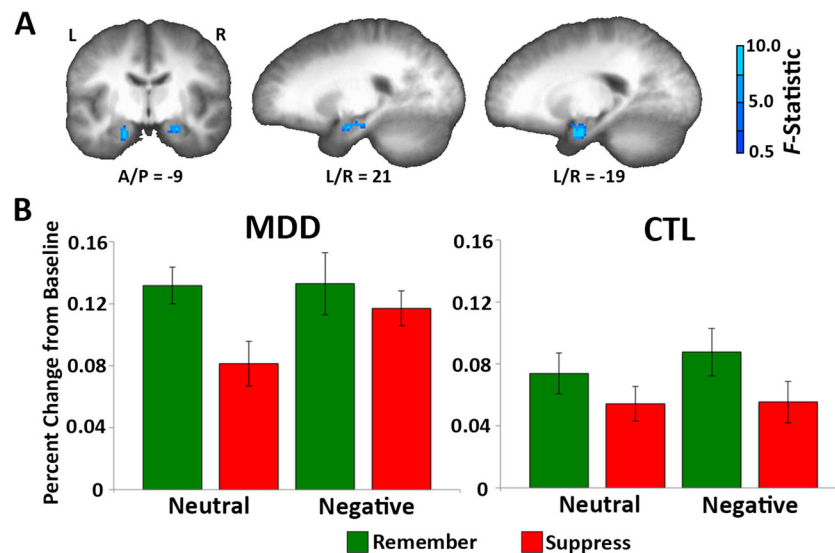 A
L
R
A/P = -9
L/R = 21
L/R = -19
10.0
5.0
0.5
F-Statistic
B
MDD
CTL
Percent Change from Baseline
0.16
0.12
0.08
0.04
0
Neutral
Negative
0.16
0.12
0.08
0.04
0
Neutral
Negative
Remember
Suppress